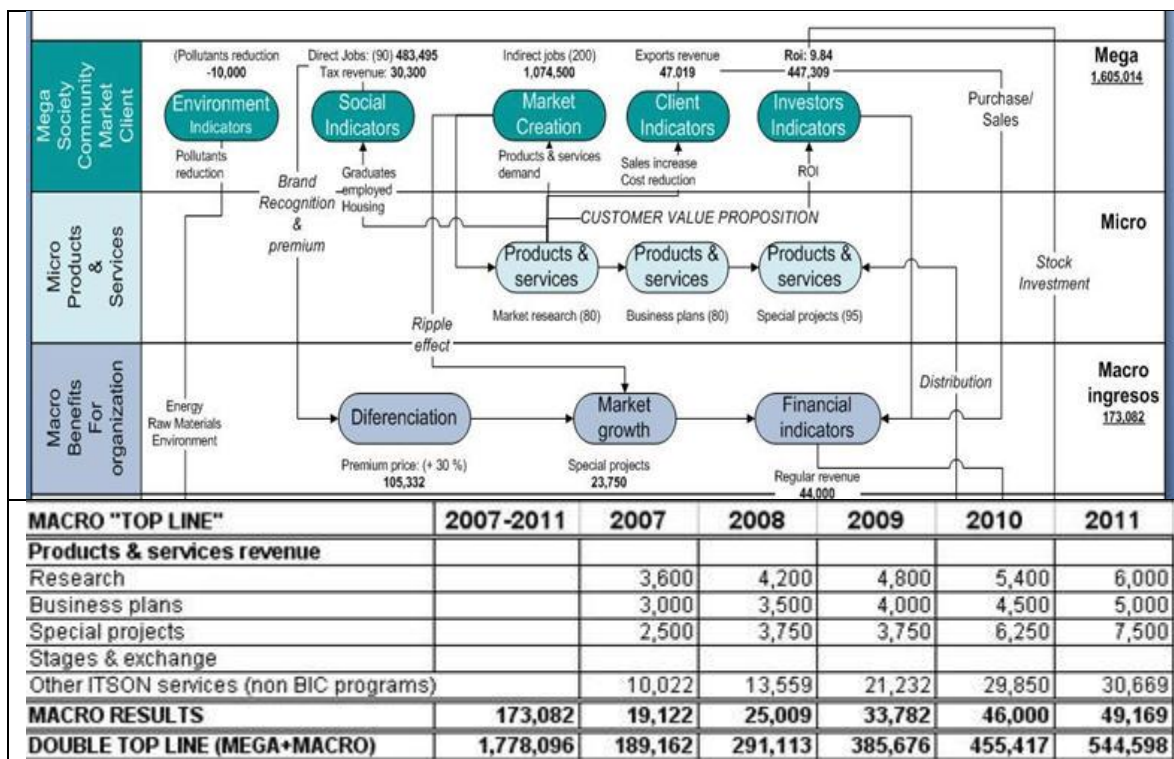 Mega
Society
Community
Market
Client
(Pollutants reduction
-10,000
Direct Jobs: (90) 483,495
Tax revenue: 30,300
Indirect jobs (200)
1,074,500
Exports revenue
47.019
Roi: 9.84
447,309
Mega
1,605,014
Environment
Indicators
Social
Indicators
Market
Creation
Client
Indicators
Investors
Indicators
Purchase/
Sales
Pollutants
reduction
Brand
Recognition
&
premium
Graduates
employed
Housing
Products & services
demand
Sales increase
Cost reduction
ROI
Micro
Products
&
Services
CUSTOMER VALUE PROPOSITION
Micro
Products &
services
Products &
services
Products &
services
Stock
Investment
Market research (80)
Business plans (80)
Special projects (95)
Ripple
effect
Macro
Benefits
For
organization
Energy
Raw Materials
Environment
Diferenciation
Market
growth
Financial
indicators
Distribution
Macro
ingresos
173,082
Premium price: (+ 30 %)
105,332
Special projects
23,750
Regular revenue
44,000
MACRO "TOP LINE" 2007-2011 2007 2008 2009 2010 2011
Products & services revenue
Research 3,600 4,200 4,800 5,400 6,000
Business plans 3,000 3,500 4,000 4,500 5,000
Special projects 2,500 3,750 3,750 6,250 7,500
Stages & exchange
Other ITSON services (non BIC programs) 10,022 13,559 21,232 29,850 30,669
MACRO RESULTS 173,082 19,122 25,009 33,782 46,000 49,169
DOUBLE TOP LINE (MEGA+MACRO) 1,778,096 189,162 291,113 385,676 455,417 544,598